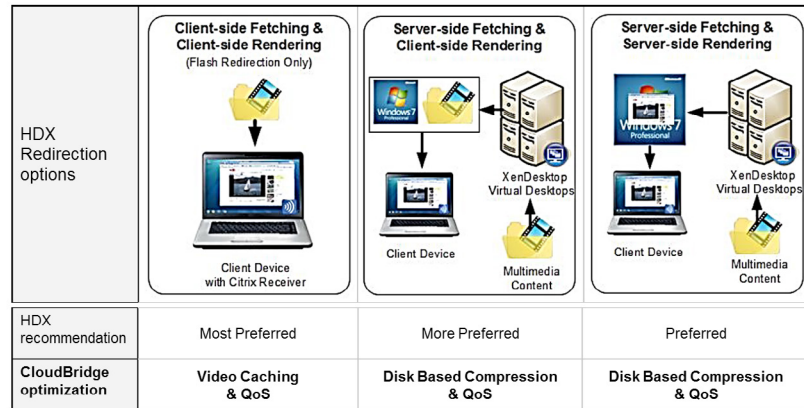 HDX
Redirection
options
Client-side Fetching &
Client-side Rendering
(Flash Redirection Only)
Client Device
with Citrix Receiver
Server-side Fetching &
Client-side Rendering
Windows 7
Professional
XenDesktop
Virtual Desktops
Client Device
Multimedia
Content
Server-side Fetching &
Server-side Rendering
Windows 7
Professional
XenDesktop
Virtual Desktops
Client Device
Multimedia
Content
HDX
recommendation
Most Preferred
More Preferred
Preferred
CloudBridge
optimization
Video Caching
& QoS
Disk Based Compression
& QoS
Disk Based Compression
& QoS